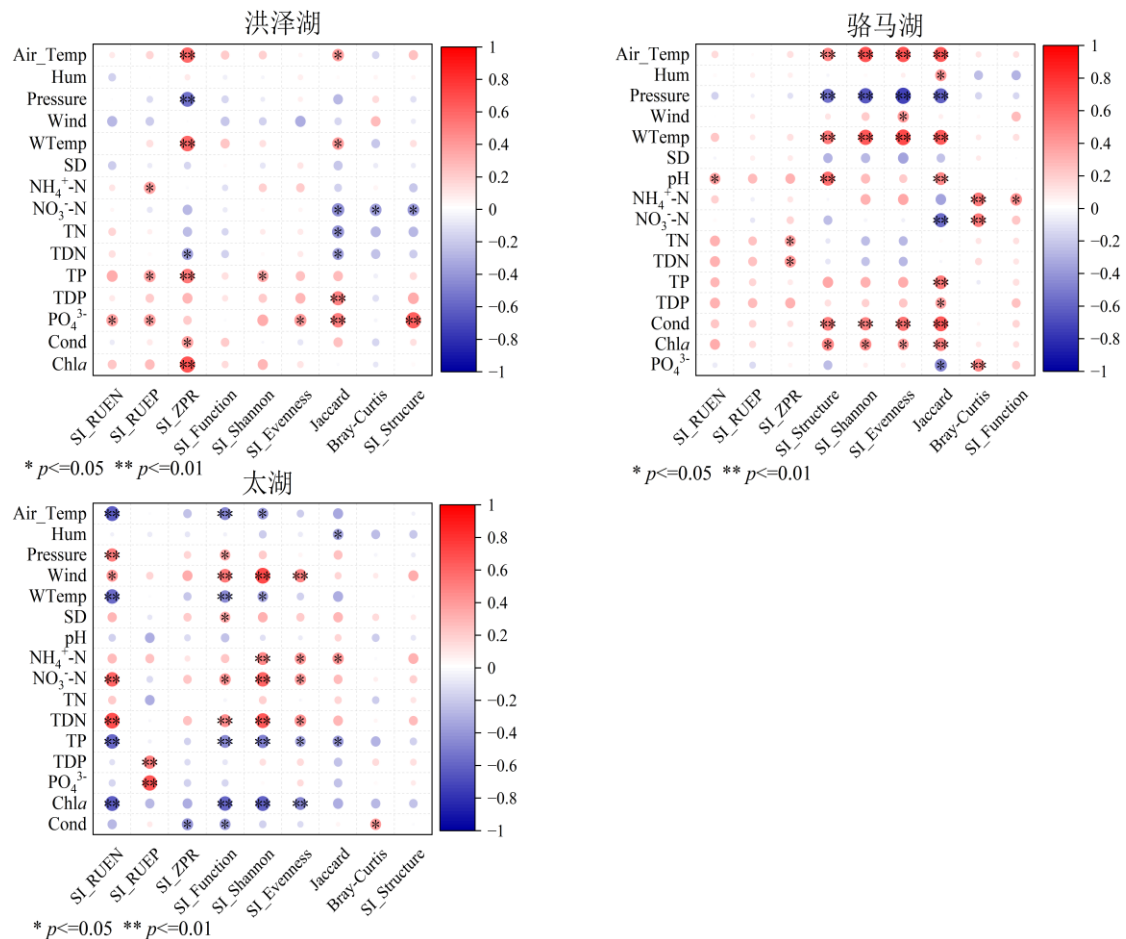 洪泽湖
Air_Temp
Hum
Pressure
Wind
WTemp
SD
NH₄⁺-N
NO₃⁻-N
TN
TDN
TP
TDP
PO₄³⁻
Cond
Chla
1
0.8
0.6
0.4
0.2
0
−0.2
−0.4
−0.6
−0.8
−1
SI_RUEN
SI_RUEP
SI_ZPR
SI_Function
SI_Shannon
SI_Evenness
Jaccard
Bray-Curtis
SI_Strucure
* p<=0.05 ** p<=0.01
骆马湖
Air_Temp
Hum
Pressure
Wind
WTemp
SD
pH
NH₄⁺-N
NO₃⁻-N
TN
TDN
TP
TDP
Cond
Chla
PO₄³⁻
1
0.8
0.6
0.4
0.2
0
−0.2
−0.4
−0.6
−0.8
−1
SI_RUEN
SI_RUEP
SI_ZPR
SI_Structure
SI_Shannon
SI_Evenness
Jaccard
Bray-Curtis
SI_Function
* p<=0.05 ** p<=0.01
太湖
Air_Temp
Hum
Pressure
Wind
WTemp
SD
pH
NH₄⁺-N
NO₃⁻-N
TN
TDN
TP
TDP
PO₄³⁻
Chla
Cond
1
0.8
0.6
0.4
0.2
0
−0.2
−0.4
−0.6
−0.8
−1
SI_RUEN
SI_RUEP
SI_ZPR
SI_Function
SI_Shannon
SI_Evenness
Jaccard
Bray-Curtis
SI_Structure
* p<=0.05 ** p<=0.01